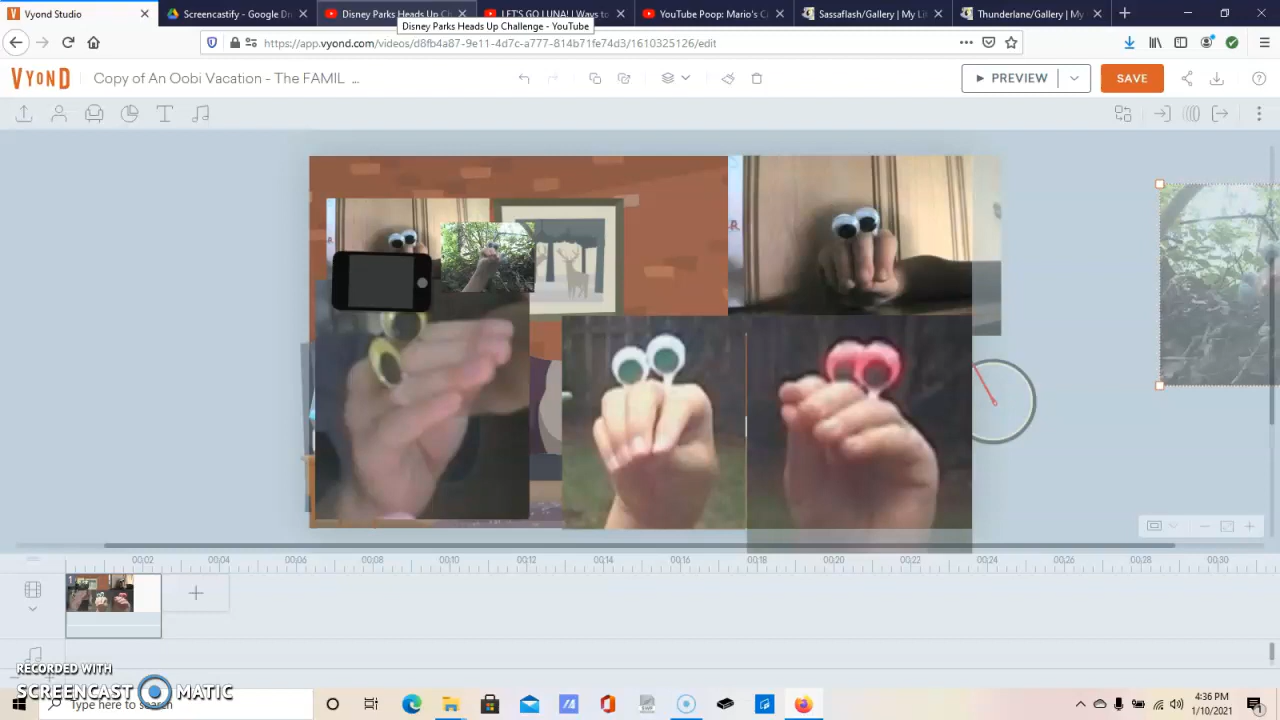 Vyond Studio
Screencastify - Google Dr
Disney Parks Heads Up Ch
LET'S GO LUNA! Ways to
YouTube Poop: Mario's C
Sassaflash/Gallery | My Lit
Thunderlane/Gallery | My
Disney Parks Heads Up Challenge - YouTube
https://app.vyond.com/videos/d8fb4a87-9e11-4d7c-a777-814b71fe74d3/1610325126/edit
VYOND
Copy of An Oobi Vacation - The FAMIL ...
PREVIEW
SAVE
00:02 00:04 00:06 00:08 00:10 00:12 00:14 00:16 00:18 00:20 00:22 00:24 00:26 00:28 00:30
RECORDED WITH
SCREENCAST MATIC
Type here to search
4:36 PM
1/10/2021